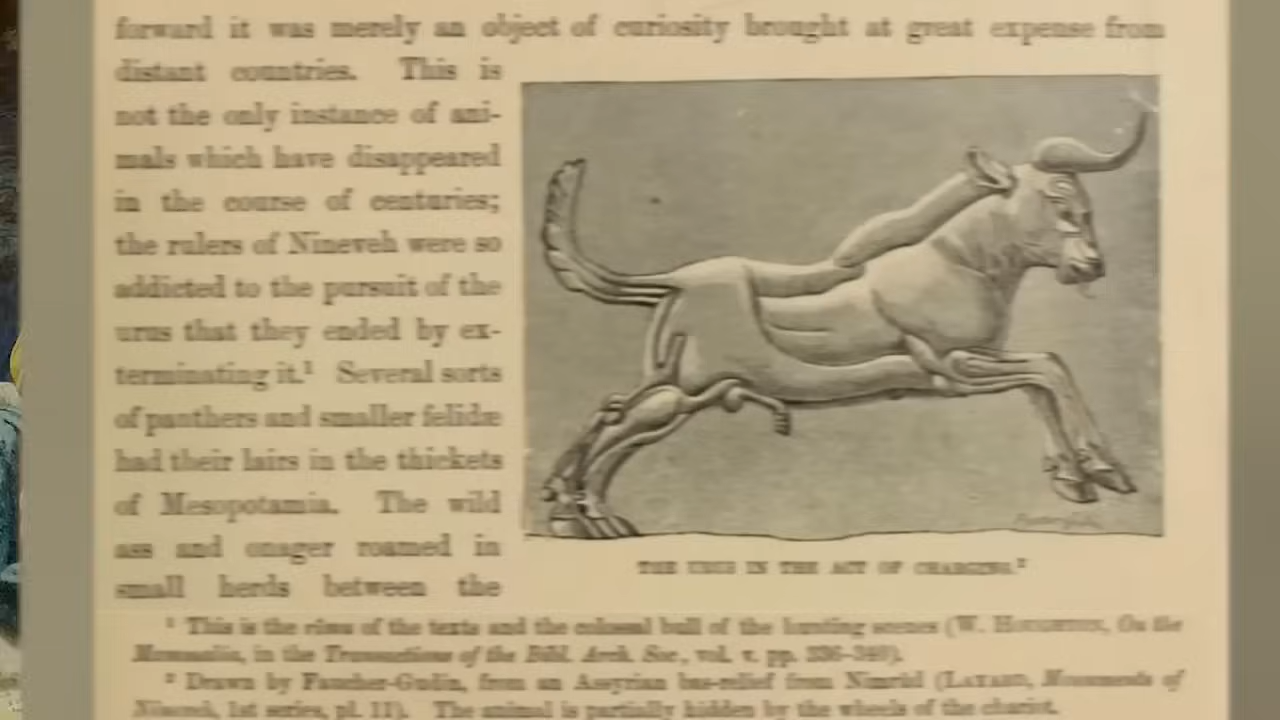 forward it was merely an object of curiosity brought at great expense from
distant countries. This is
not the only instance of ani-
mals which have disappeared
in the course of centuries;
the rulers of Nineveh were so
addicted to the pursuit of the
urus that they ended by ex-
terminating it.¹ Several sorts
of panthers and smaller felidæ
had their lairs in the thickets
of Mesopotamia. The wild
ass and onager roamed in
small herds between the
THE URUS IN THE ACT OF CHARGING.²
¹ This is the rîmu of the texts and the colossal bull of the hunting scenes (W. HOUGHTON, On the
Mammalia, in the Transactions of the Bibl. Arch. Soc., vol. v. pp. 336-340).
² Drawn by Faucher-Gudin, from an Assyrian bas-relief from Nimrûd (LAYARD, Monuments of
Nineveh, 1st series, pl. 11). The animal is partially hidden by the wheels of the chariot.